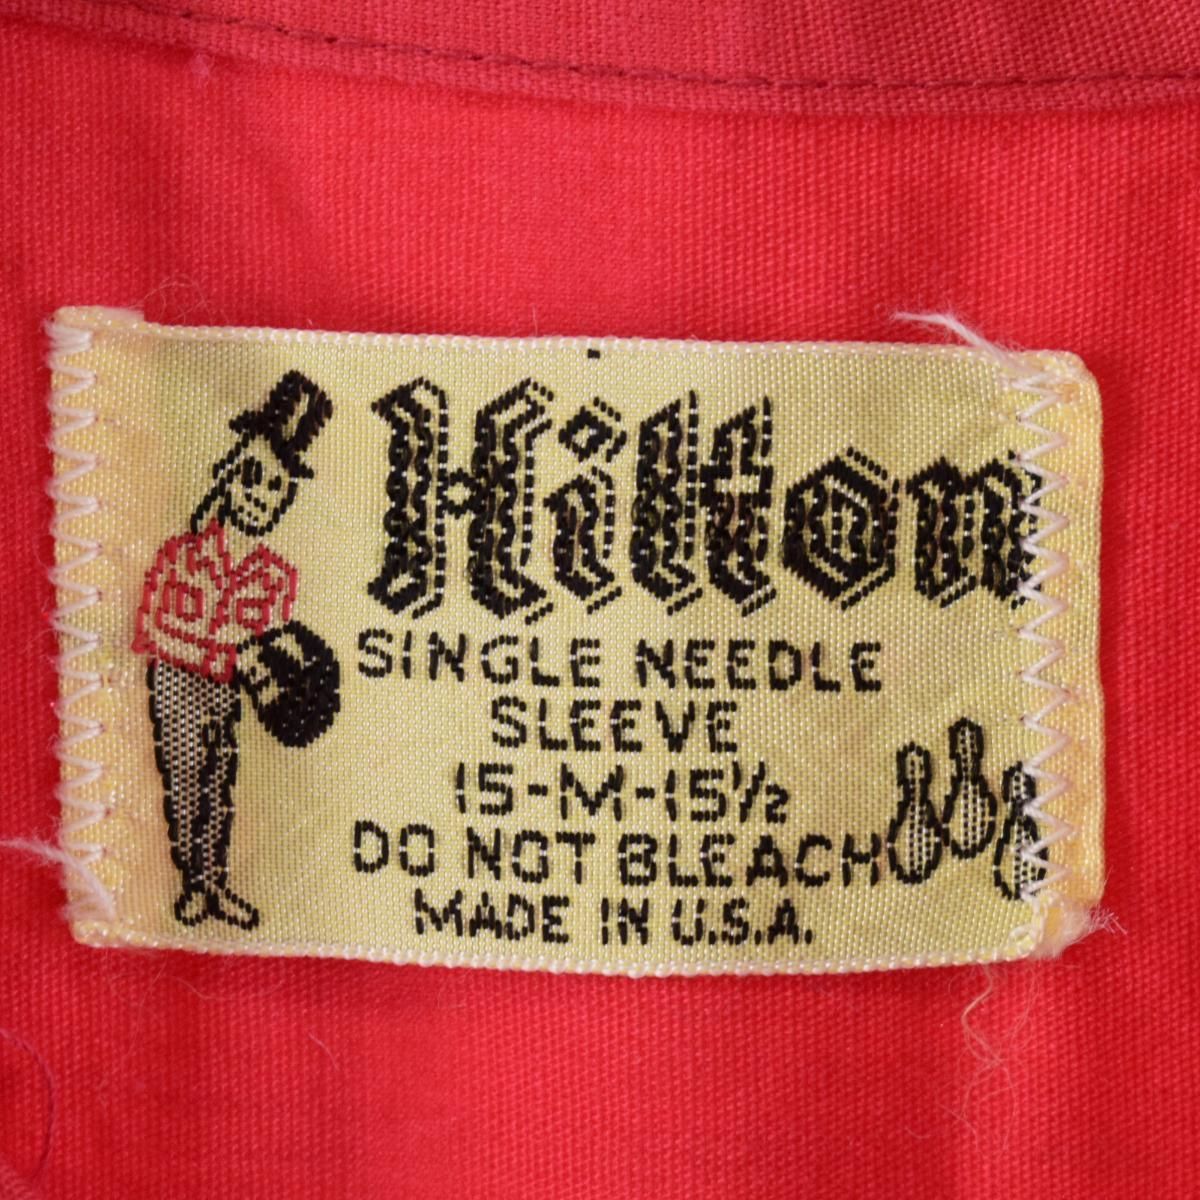 Hilton
SINGLE NEEDLE
SLEEVE
15-M-15½
DO NOT BLEACH
MADE IN U.S.A.